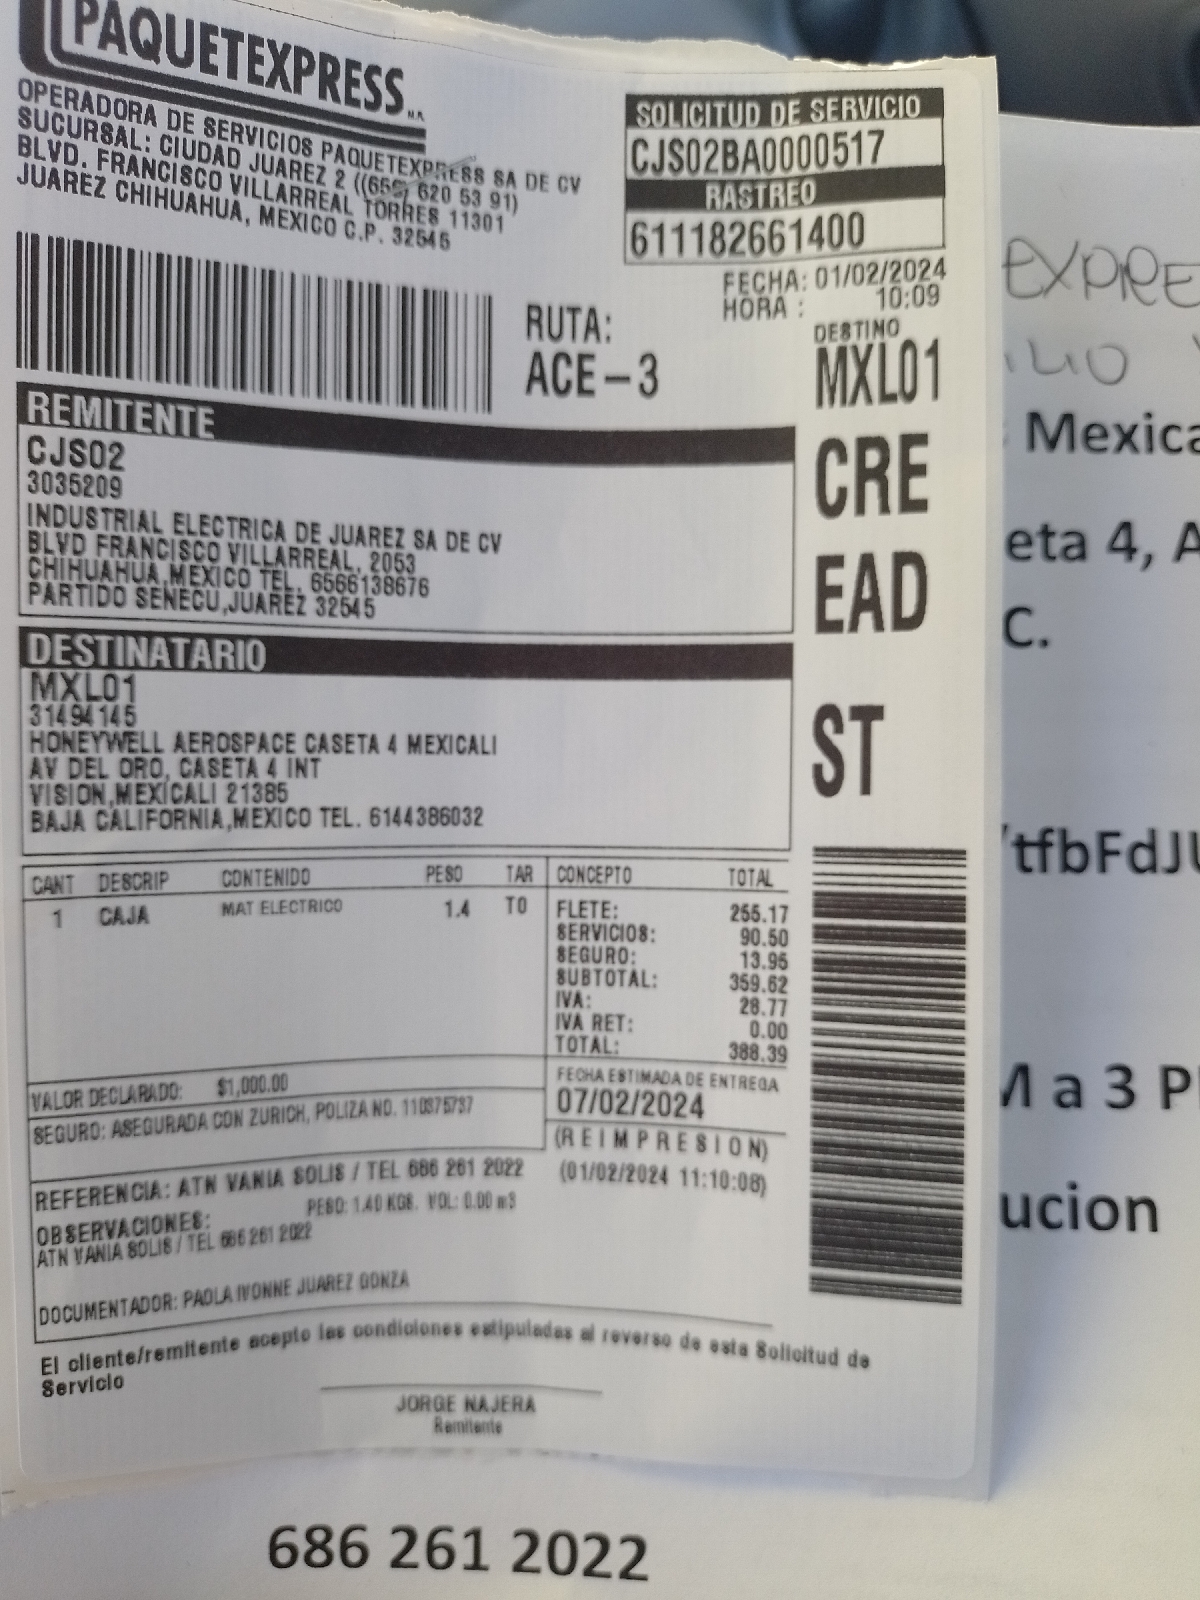 PAQUETEXPRESS M.R.
OPERADORA DE SERVICIOS PAQUETEXPRESS SA DE CV
SUCURSAL: CIUDAD JUAREZ 2 ((656) 620 53 91)
BLVD. FRANCISCO VILLARREAL TORRES 11301
JUAREZ CHIHUAHUA, MEXICO C.P. 32545
SOLICITUD DE SERVICIO
CJS02BA0000517
RASTREO
611182661400
FECHA: 01/02/2024
HORA : 10:09
RUTA:
ACE-3
DESTINO
MXL01
CRE
EAD
ST
REMITENTE
CJS02
3035209
INDUSTRIAL ELECTRICA DE JUAREZ SA DE CV
BLVD FRANCISCO VILLARREAL, 2053
CHIHUAHUA,MEXICO TEL. 6566138676
PARTIDO SENECU,JUAREZ 32545
DESTINATARIO
MXL01
31494145
HONEYWELL AEROSPACE CASETA 4 MEXICALI
AV DEL ORO, CASETA 4 INT
VISION,MEXICALI 21385
BAJA CALIFORNIA,MEXICO TEL. 6144386032
CANT DESCRIP CONTENIDO PESO TAR
1 CAJA MAT ELECTRICO 1.4 T0
CONCEPTO TOTAL
FLETE: 255.17
SERVICIOS: 90.50
SEGURO: 13.95
SUBTOTAL: 359.62
IVA: 28.77
IVA RET: 0.00
TOTAL: 388.39
VALOR DECLARADO: $1,000.00
SEGURO: ASEGURADA CON ZURICH, POLIZA NO. 110875737
FECHA ESTIMADA DE ENTREGA
07/02/2024
(REIMPRESION)
(01/02/2024 11:10:08)
REFERENCIA: ATN VANIA SOLIS / TEL 686 261 2022
PESO: 1.40 KGS. VOL: 0.00 m3
OBSERVACIONES:
ATN VANIA SOLIS / TEL 686 261 2022
DOCUMENTADOR: PAOLA IVONNE JUAREZ GONZA
El cliente/remitente acepto las condiciones estipuladas al reverso de esta Solicitud de
Servicio
JORGE NAJERA
Remitente
686 261 2022
EXPRE
Mexica
eta 4, A
C.
tfbFdJU
M a 3 P
ucion